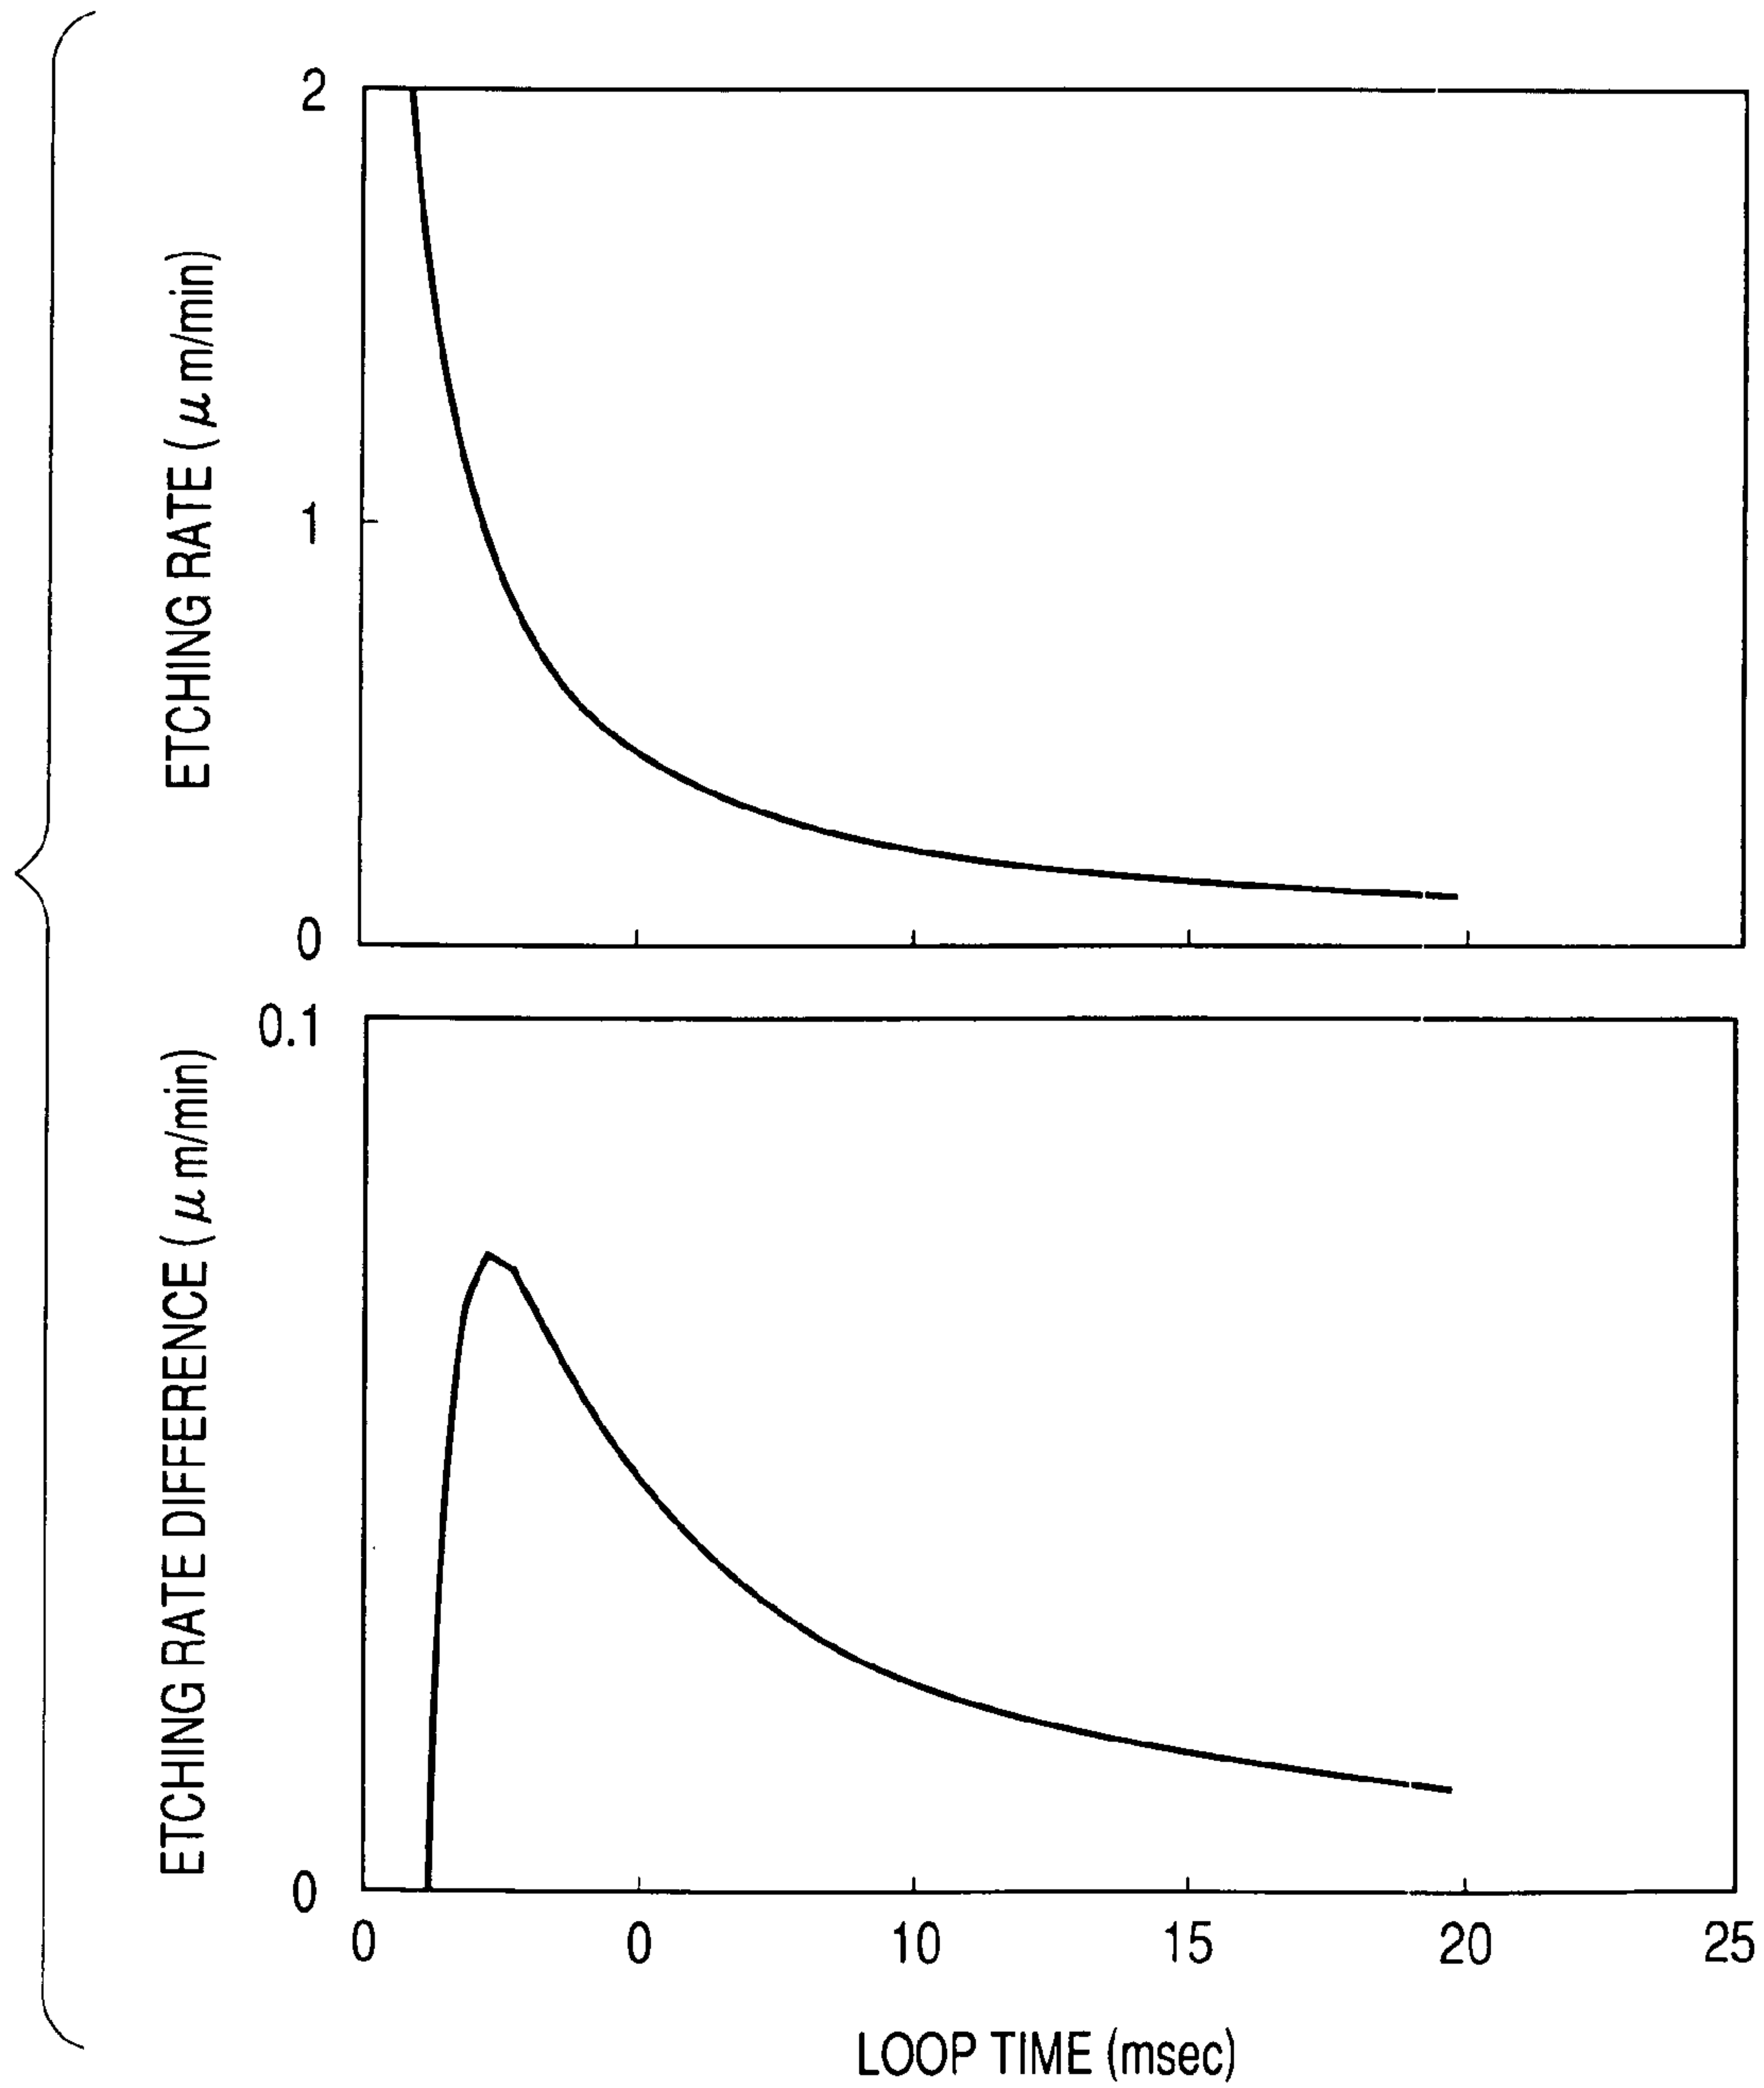 ETCHING RATE (μm/min)
2
1
0
ETCHING RATE DIFFERENCE (μm/min)
0.1
0
0 0 10 15 20 25
LOOP TIME (msec)